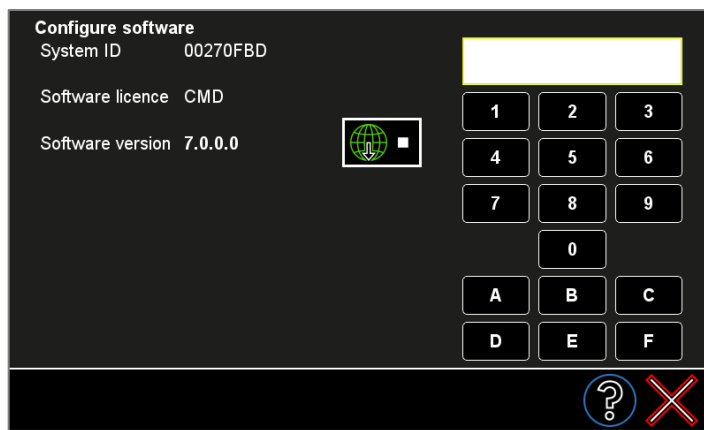 Configure software
System ID 00270FBD
Software licence CMD
Software version 7.0.0.0
1 2 3
4 5 6
7 8 9
0
A B C
D E F
?